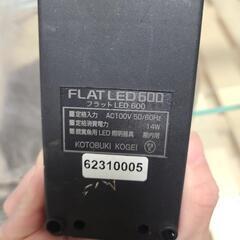 FLAT LED 600
フラットLED 600
■定格入力 AC100V 50/60Hz
■定格消費電力 14W
■観賞魚用LED照明器具 屋内用
KOTOBUKI KOGEI
62310005